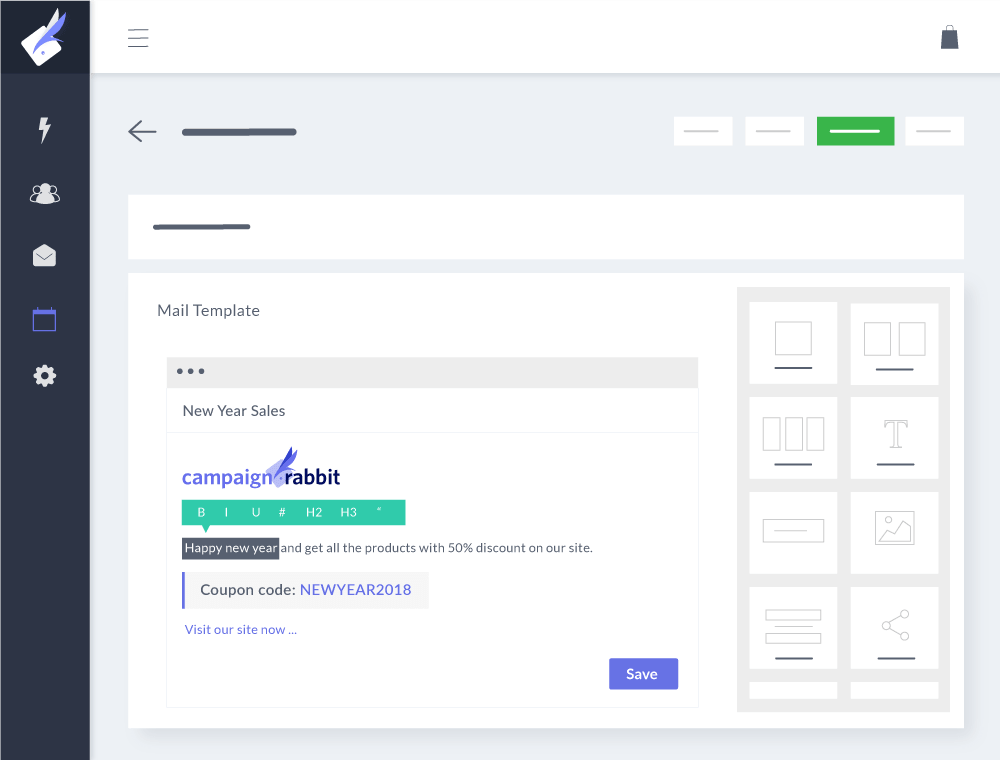 Mail Template
New Year Sales
campaign rabbit
B I U # H2 H3 “
Happy new year and get all the products with 50% discount on our site.
Coupon code: NEWYEAR2018
Visit our site now ...
Save
T